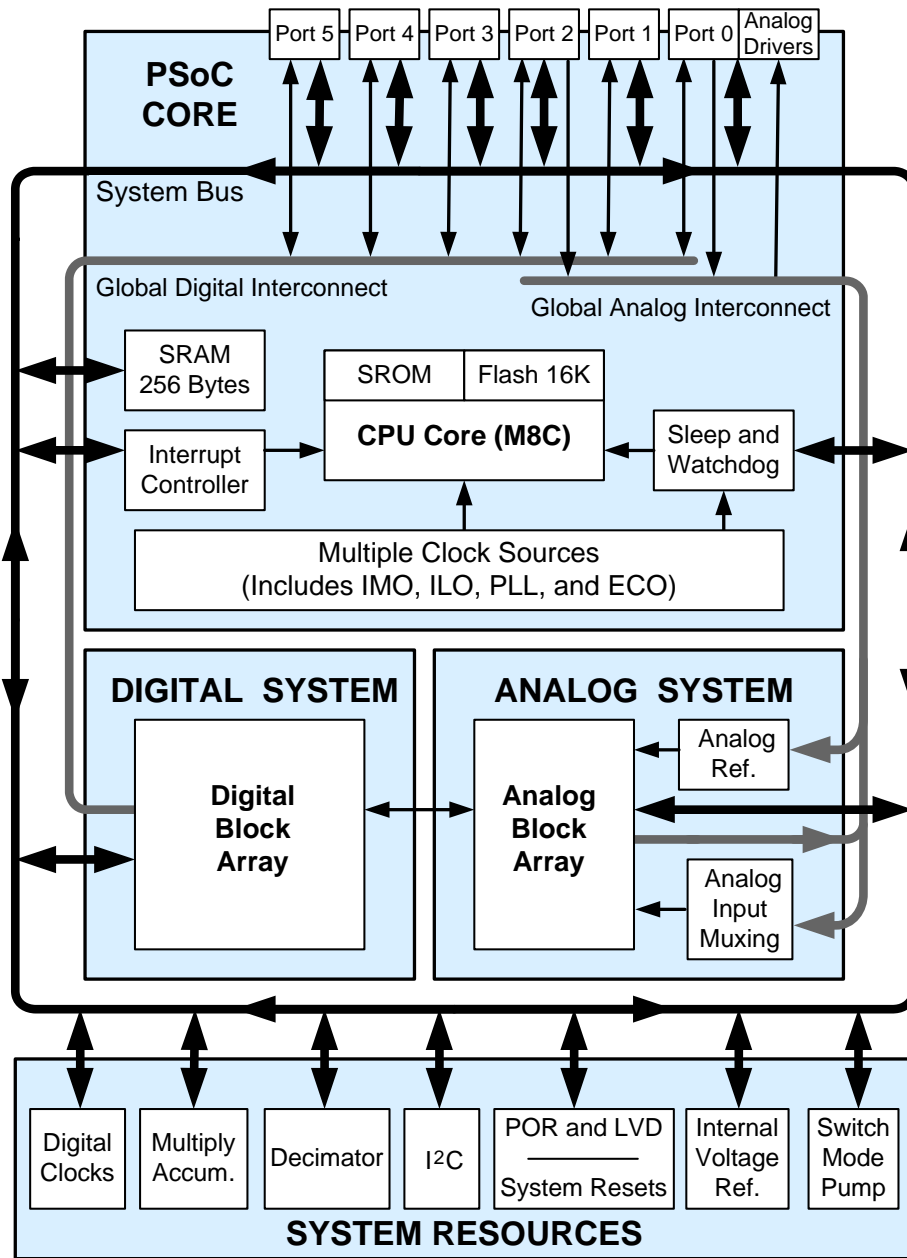 Port 5
Port 4
Port 3
Port 2
Port 1
Port 0
Analog
Drivers
PSoC
CORE
System Bus
Global Digital Interconnect
Global Analog Interconnect
SRAM
256 Bytes
SROM
Flash 16K
CPU Core (M8C)
Interrupt
Controller
Sleep and
Watchdog
Multiple Clock Sources
(Includes IMO, ILO, PLL, and ECO)
DIGITAL SYSTEM
Digital
Block
Array
ANALOG SYSTEM
Analog
Block
Array
Analog
Ref.
Analog
Input
Muxing
Digital
Clocks
Multiply
Accum.
Decimator
I²C
POR and LVD
System Resets
Internal
Voltage
Ref.
Switch
Mode
Pump
SYSTEM RESOURCES